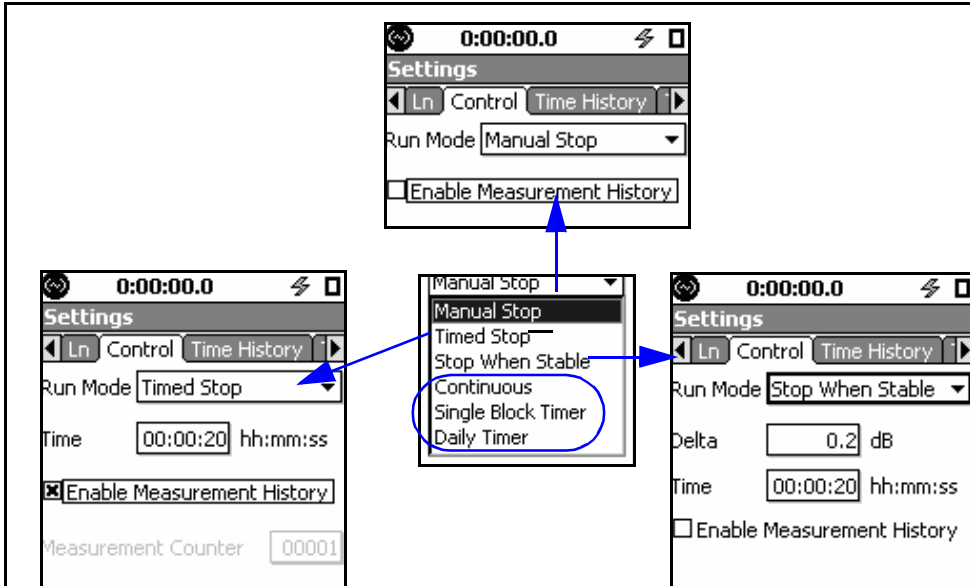 0:00:00.0
Settings
Ln Control Time History
Run Mode Manual Stop
Enable Measurement History
0:00:00.0
Settings
Ln Control Time History
Run Mode Timed Stop
Time 00:00:20 hh:mm:ss
Enable Measurement History
Measurement Counter 00001
Manual Stop
Manual Stop
Timed Stop
Stop When Stable
Continuous
Single Block Timer
Daily Timer
0:00:00.0
Settings
Ln Control Time History
Run Mode Stop When Stable
Delta 0.2 dB
Time 00:00:20 hh:mm:ss
Enable Measurement History